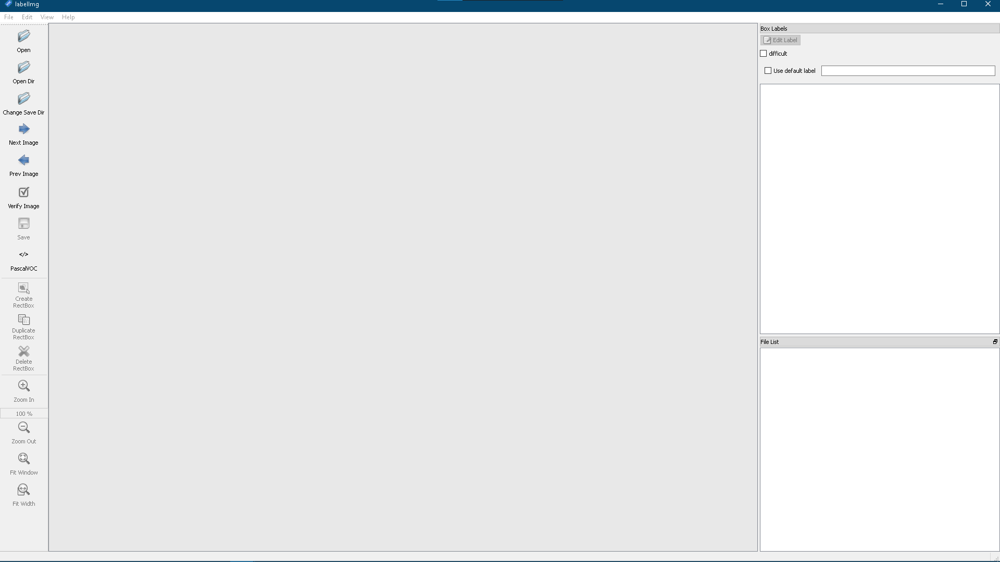 labelImg
File Edit View Help
Open
Open Dir
Change Save Dir
Next Image
Prev Image
Verify Image
Save
</>
PascalVOC
Create
RectBox
Duplicate
RectBox
Delete
RectBox
Zoom In
100 %
Zoom Out
Fit Window
Fit Width
Box Labels
Edit Label
difficult
Use default label
File List